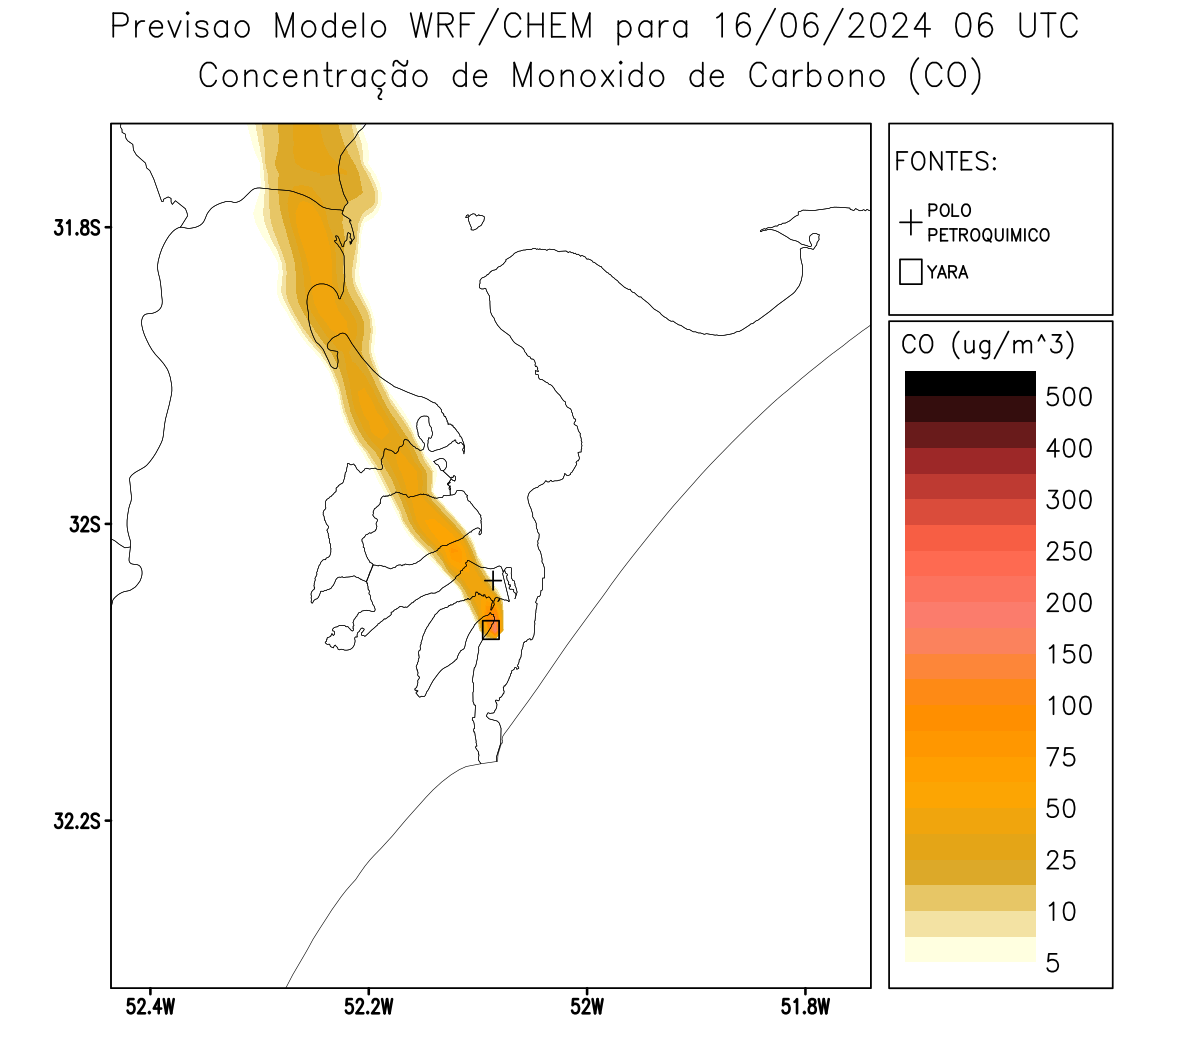 Previsao Modelo WRF/CHEM para 16/06/2024 06 UTC
Concentração de Monoxido de Carbono (CO)
FONTES:
POLO
PETROQUIMICO
YARA
31.8S
32S
32.2S
52.4W
52.2W
52W
51.8W
CO (ug/m^3)
500
400
300
250
200
150
100
75
50
25
10
5